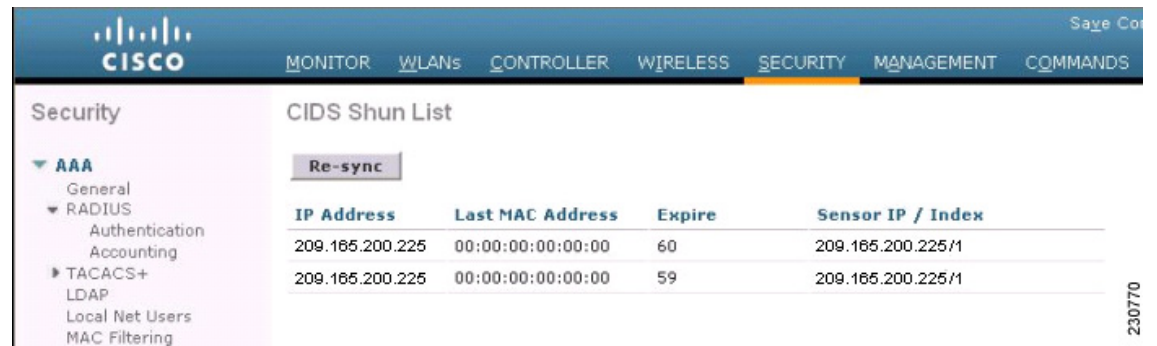 Save Co
CISCO
MONITOR WLANs CONTROLLER WIRELESS SECURITY MANAGEMENT COMMANDS
Security
AAA
General
RADIUS
Authentication
Accounting
TACACS+
LDAP
Local Net Users
MAC Filtering
CIDS Shun List
Re-sync
IP Address Last MAC Address Expire Sensor IP / Index
209.165.200.225 00:00:00:00:00:00 60 209.165.200.225/1
209.165.200.225 00:00:00:00:00:00 59 209.165.200.225/1
230770